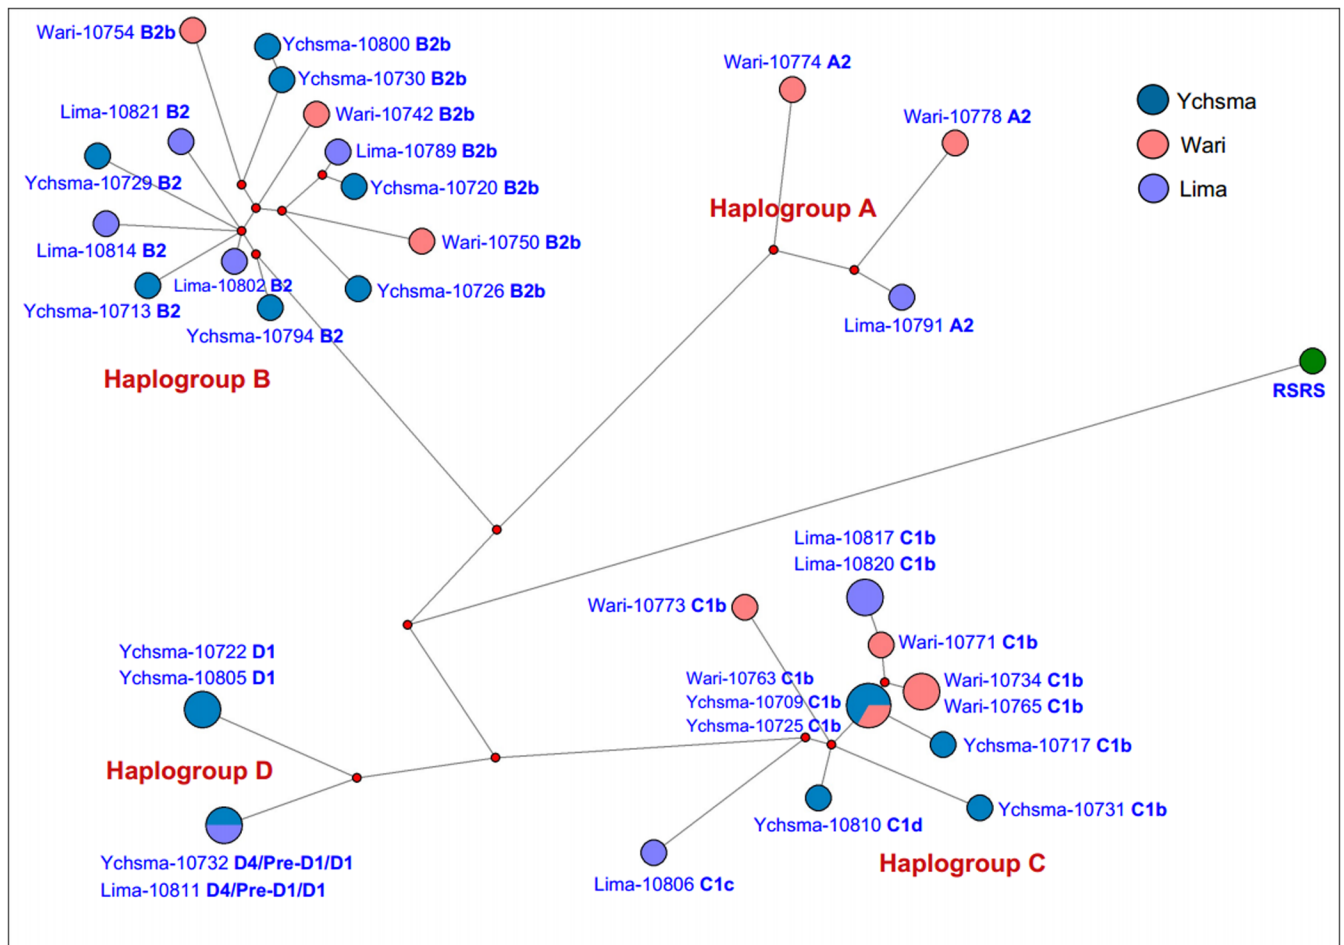 Wari-10754 B2b
Ychsma-10800 B2b
Ychsma-10730 B2b
Lima-10821 B2
Wari-10742 B2b
Lima-10789 B2b
Ychsma-10729 B2
Ychsma-10720 B2b
Lima-10814 B2
Wari-10750 B2b
Lima-10802 B2
Ychsma-10726 B2b
Ychsma-10713 B2
Ychsma-10794 B2
Haplogroup B
Wari-10774 A2
Wari-10778 A2
Haplogroup A
Lima-10791 A2
Ychsma
Wari
Lima
RSRS
Lima-10817 C1b
Lima-10820 C1b
Wari-10773 C1b
Wari-10771 C1b
Wari-10763 C1b
Ychsma-10709 C1b
Ychsma-10725 C1b
Wari-10734 C1b
Wari-10765 C1b
Ychsma-10717 C1b
Ychsma-10731 C1b
Ychsma-10810 C1d
Haplogroup C
Lima-10806 C1c
Ychsma-10722 D1
Ychsma-10805 D1
Haplogroup D
Ychsma-10732 D4/Pre-D1/D1
Lima-10811 D4/Pre-D1/D1